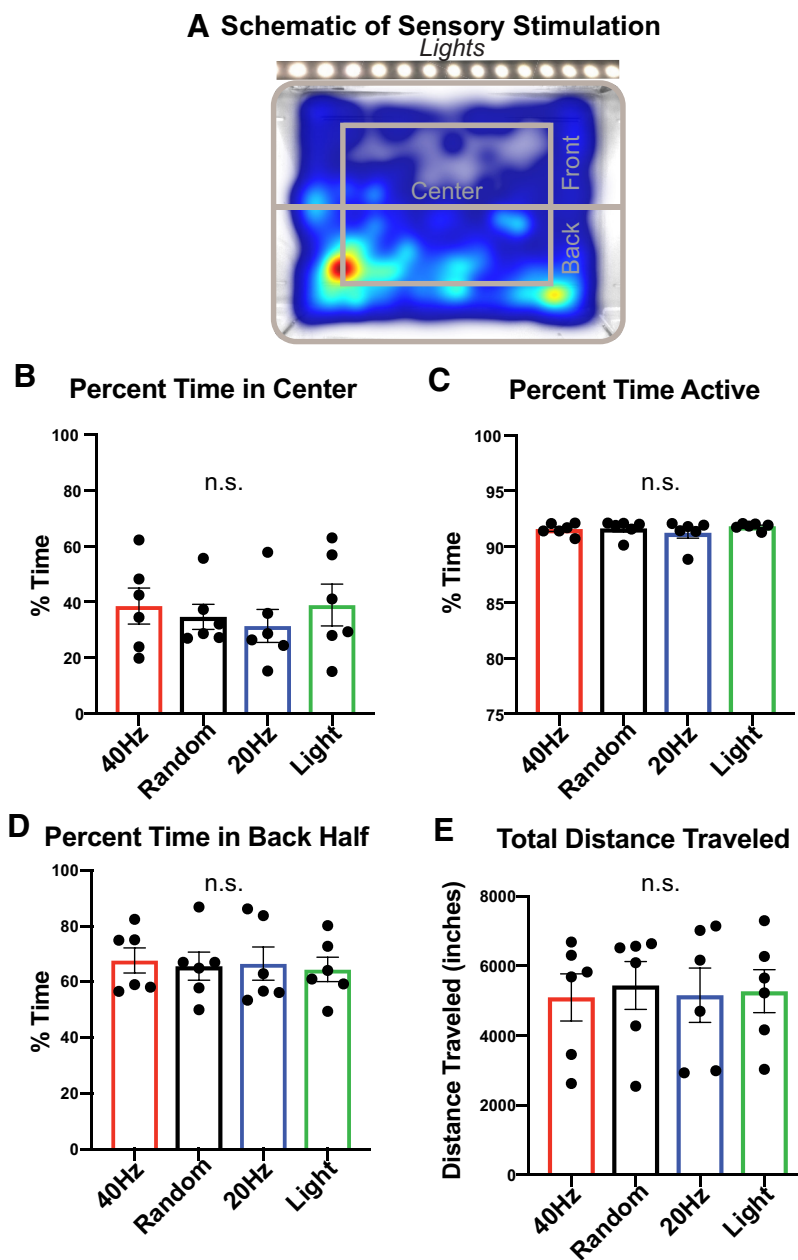 A Schematic of Sensory Stimulation
Lights
Center
Front
Back
B Percent Time in Center
% Time
100
80
60
40
20
0
n.s.
40Hz
Random
20Hz
Light
C Percent Time Active
% Time
100
95
90
85
80
75
n.s.
40Hz
Random
20Hz
Light
D Percent Time in Back Half
% Time
100
80
60
40
20
0
n.s.
40Hz
Random
20Hz
Light
E Total Distance Traveled
Distance Traveled (inches)
8000
6000
4000
2000
0
n.s.
40Hz
Random
20Hz
Light